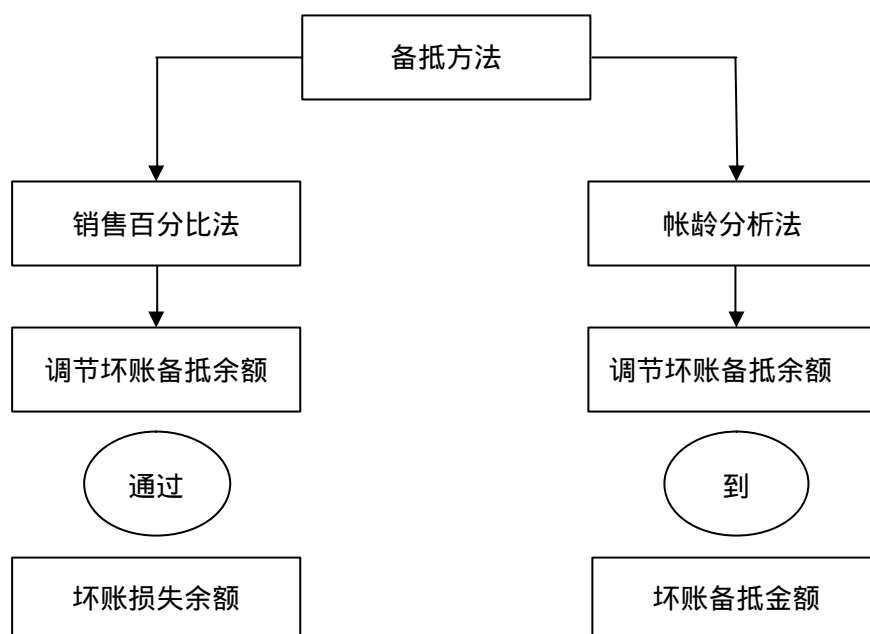 备抵方法
销售百分比法
帐龄分析法
调节坏账备抵余额
调节坏账备抵余额
通过
到
坏账损失余额
坏账备抵金额